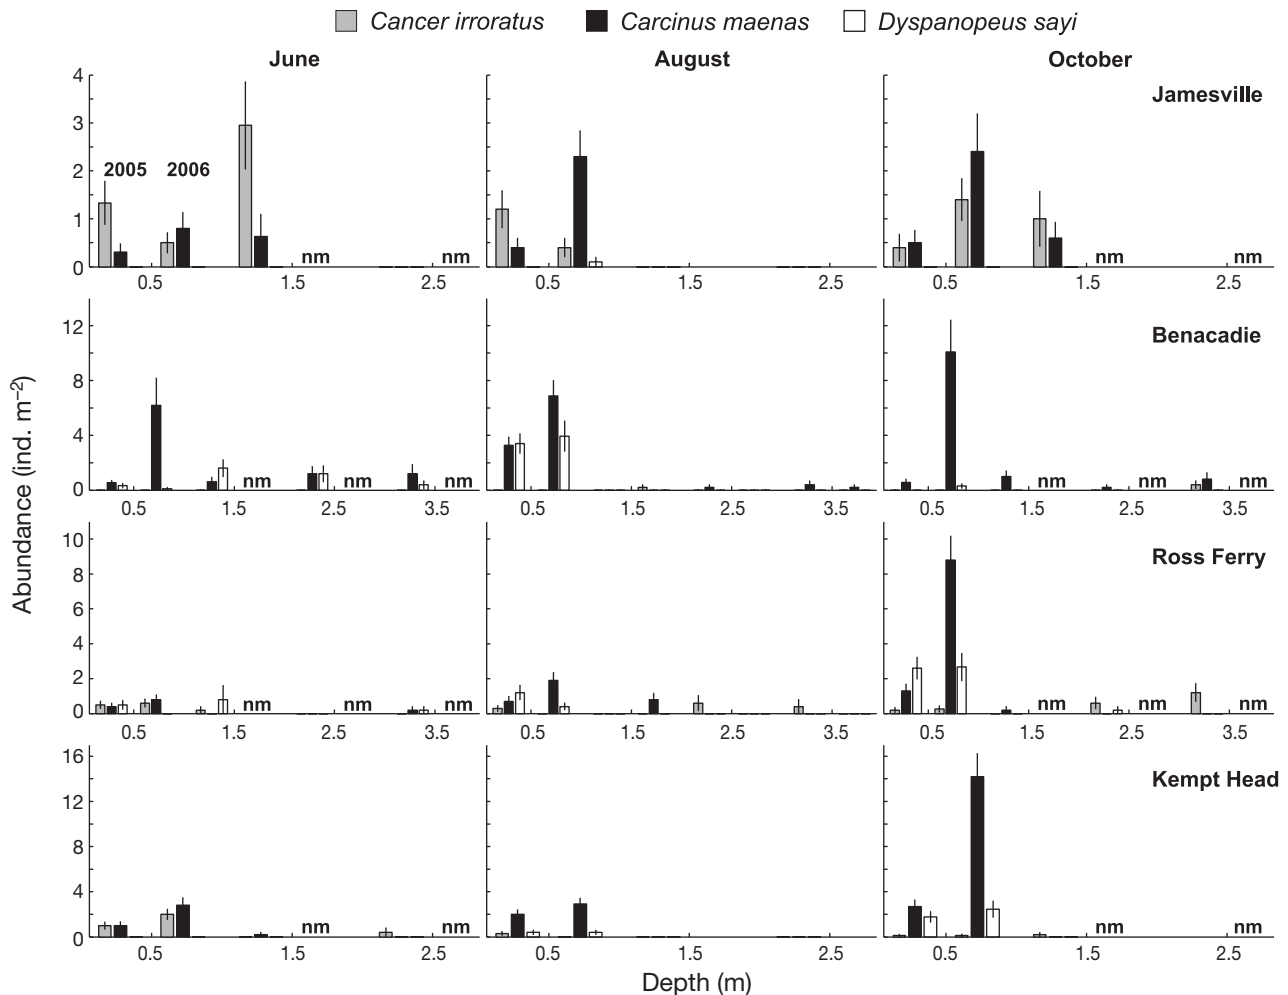 Cancer irroratus Carcinus maenas Dyspanopeus sayi
June August October
4 Jamesville
3
2005 2006
2
1
0 nm nm nm nm
0.5 1.5 2.5 0.5 1.5 2.5 0.5 1.5 2.5
12 Benacadie
8
4
0 nm nm nm nm nm nm
0.5 1.5 2.5 3.5 0.5 1.5 2.5 3.5 0.5 1.5 2.5 3.5
10 Ross Ferry
8
6
4
2
0 nm nm nm nm nm nm
0.5 1.5 2.5 3.5 0.5 1.5 2.5 3.5 0.5 1.5 2.5 3.5
16 Kempt Head
12
8
4
0 nm nm nm nm
0.5 1.5 2.5 0.5 1.5 2.5 0.5 1.5 2.5
Abundance (ind. m⁻²)
Depth (m)